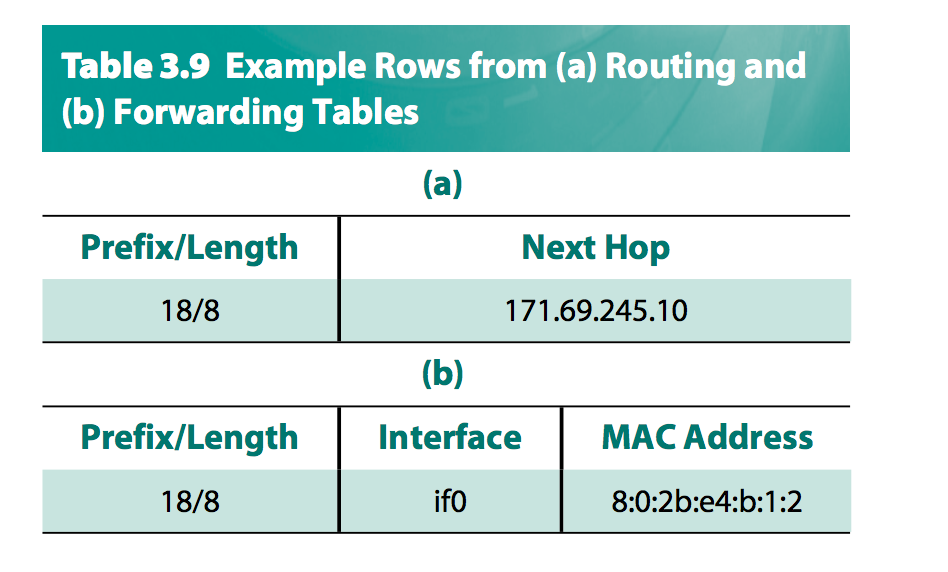 Table 3.9 Example Rows from (a) Routing and
(b) Forwarding Tables
(a)
Prefix/Length Next Hop
18/8 171.69.245.10
(b)
Prefix/Length Interface MAC Address
18/8 if0 8:0:2b:e4:b:1:2